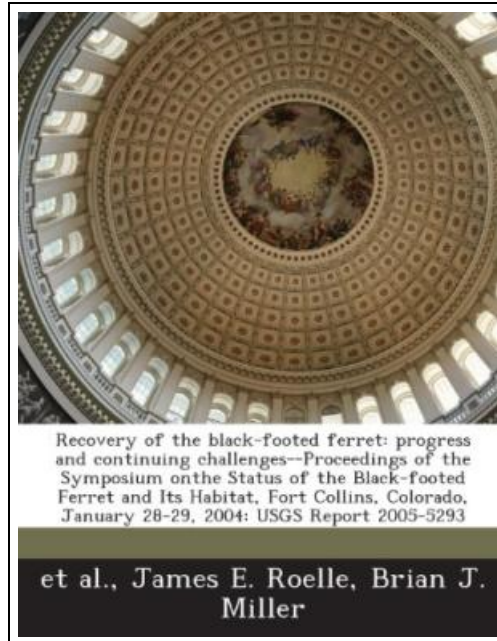 Recovery of the black-footed ferret: progress
and continuing challenges--Proceedings of the
Symposium onthe Status of the Black-footed
Ferret and Its Habitat, Fort Collins, Colorado,
January 28-29, 2004: USGS Report 2005-5293
et al., James E. Roelle, Brian J.
Miller